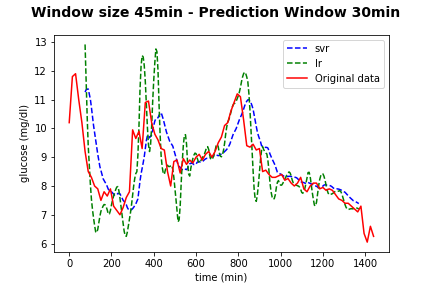 Window size 45min - Prediction Window 30min
svr
lr
Original data
13
12
11
10
9
8
7
6
glucose (mg/dl)
0 200 400 600 800 1000 1200 1400
time (min)